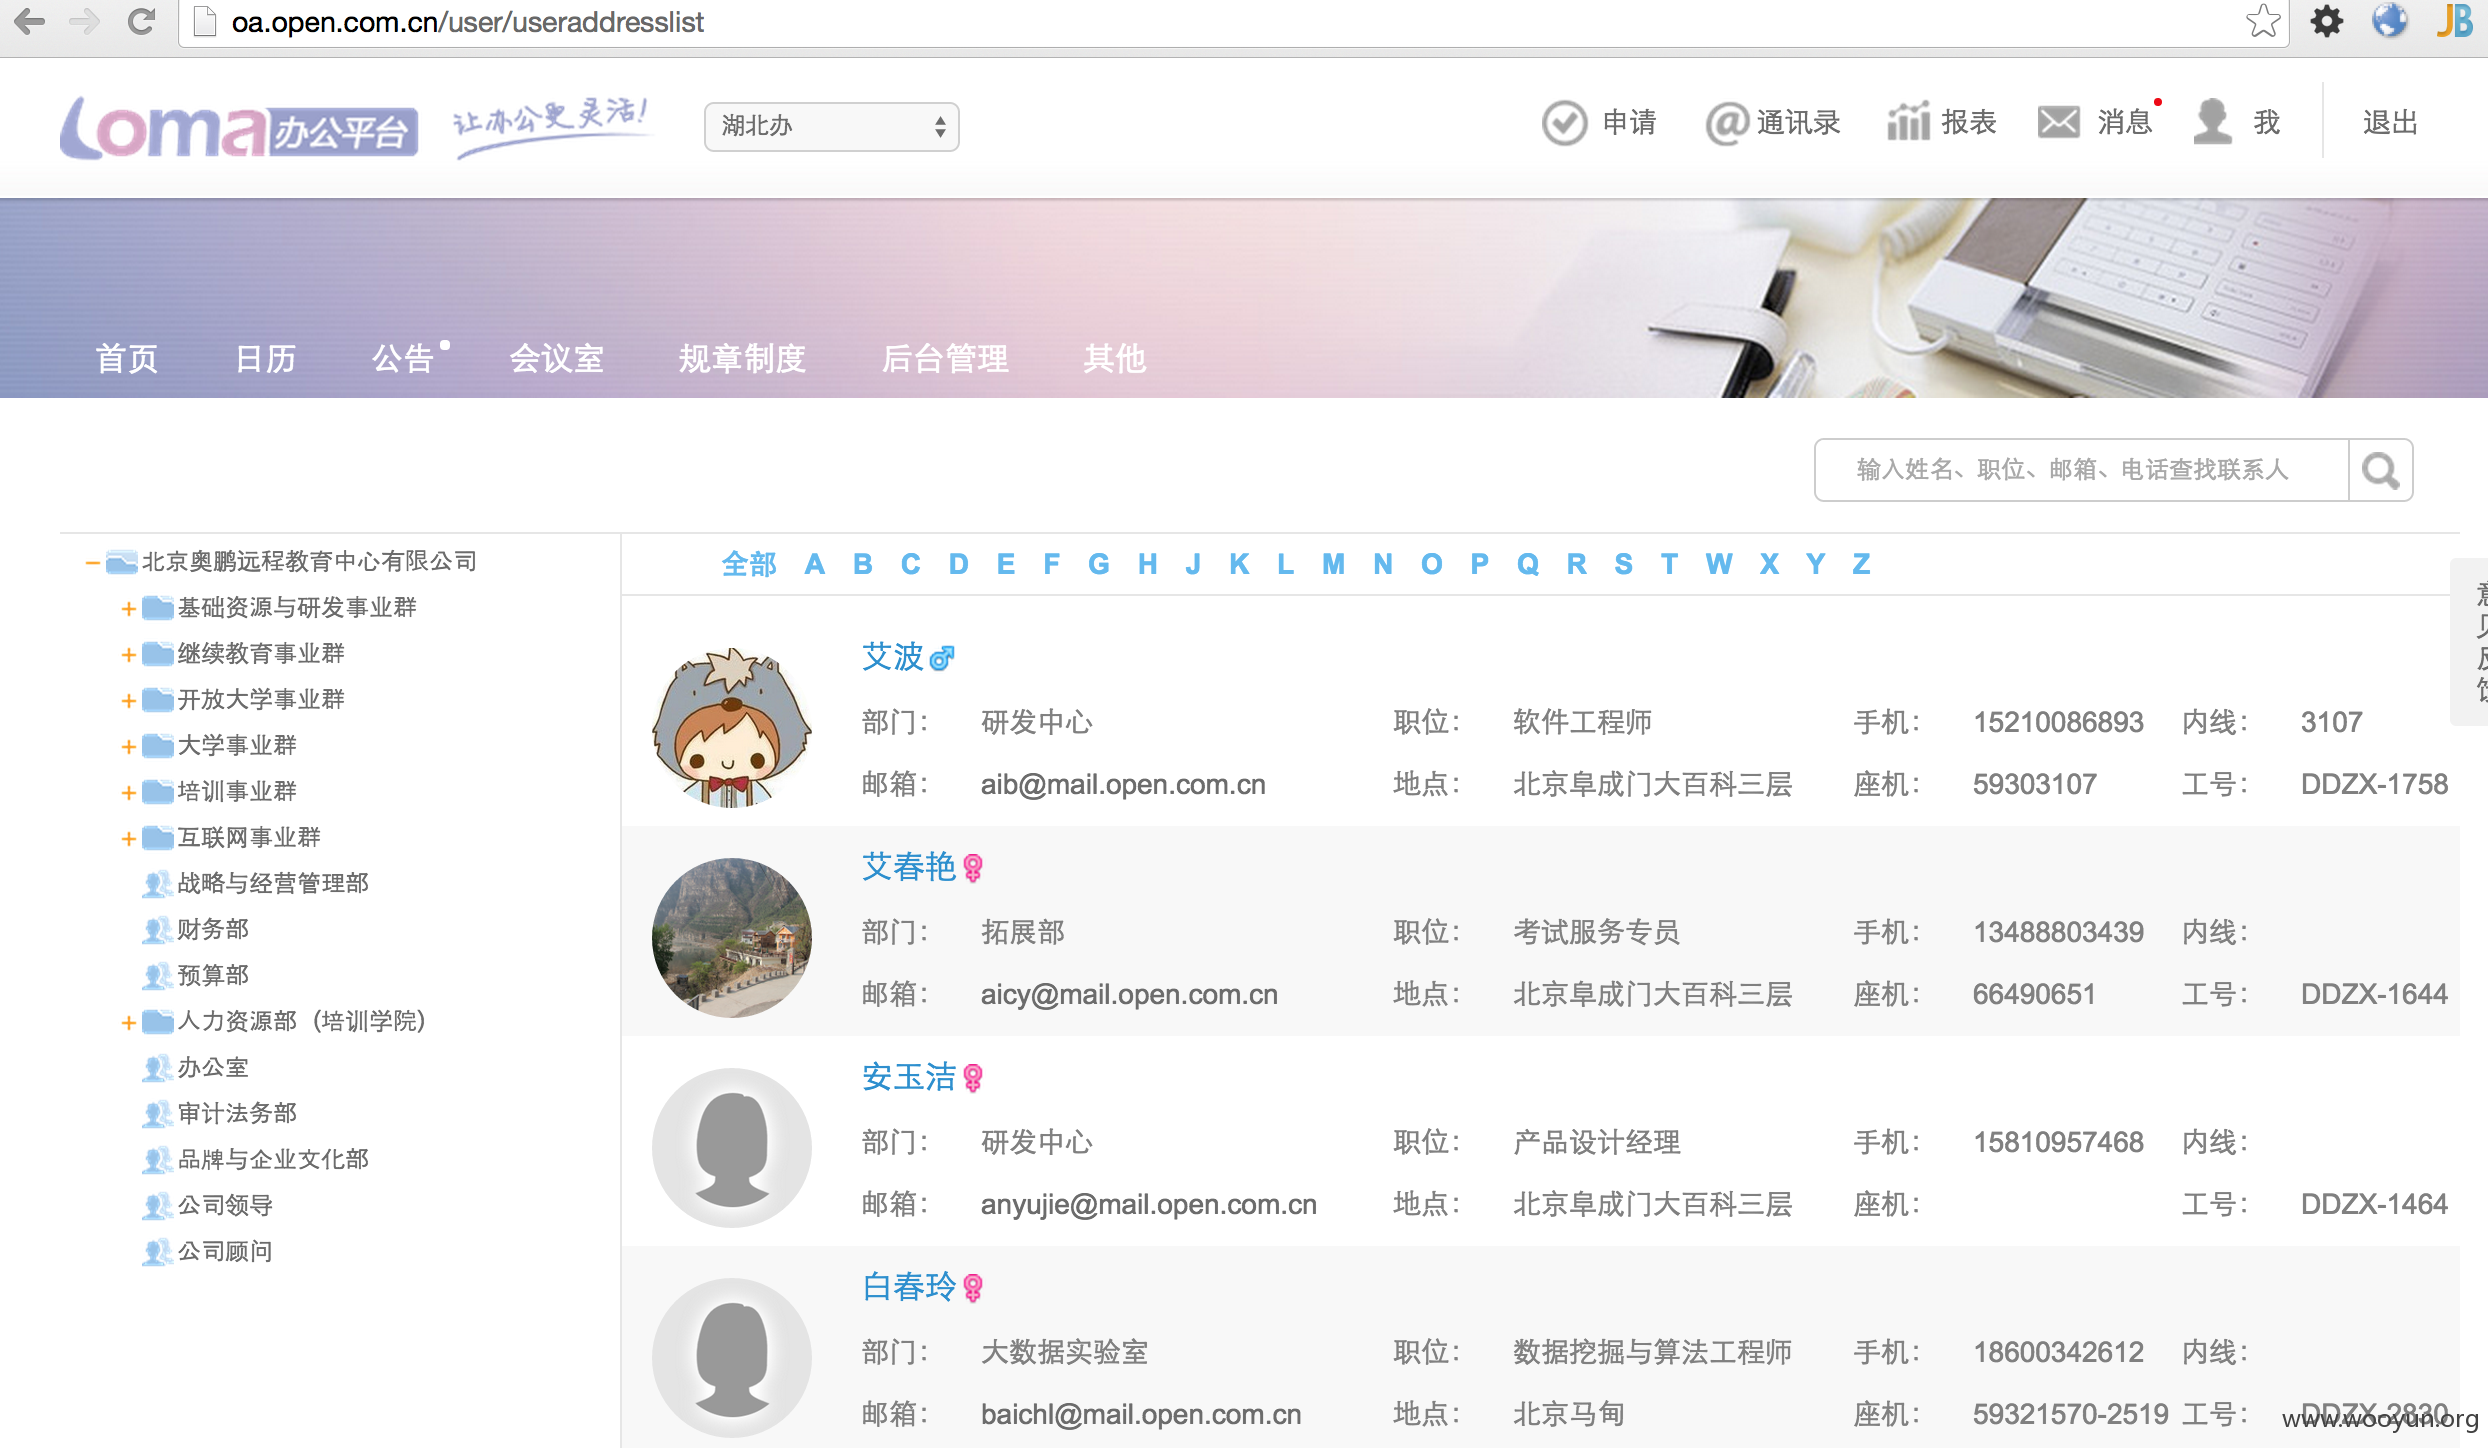 oa.open.com.cn/user/useraddresslist
JB
Loma办公平台 让办公更灵活! 湖北办 申请 @通讯录 报表 消息 我 退出
首页 日历 公告 会议室 规章制度 后台管理 其他
输入姓名、职位、邮箱、电话查找联系人
北京奥鹏远程教育中心有限公司
基础资源与研发事业群
继续教育事业群
开放大学事业群
大学事业群
培训事业群
互联网事业群
战略与经营管理部
财务部
预算部
人力资源部（培训学院）
办公室
审计法务部
品牌与企业文化部
公司领导
公司顾问
全部 A B C D E F G H J K L M N O P Q R S T W X Y Z
艾波
部门： 研发中心 职位： 软件工程师 手机： 15210086893 内线： 3107
邮箱： aib@mail.open.com.cn 地点： 北京阜成门大百科三层 座机： 59303107 工号： DDZX-1758
艾春艳
部门： 拓展部 职位： 考试服务专员 手机： 13488803439 内线：
邮箱： aicy@mail.open.com.cn 地点： 北京阜成门大百科三层 座机： 66490651 工号： DDZX-1644
安玉洁
部门： 研发中心 职位： 产品设计经理 手机： 15810957468 内线：
邮箱： anyujie@mail.open.com.cn 地点： 北京阜成门大百科三层 座机： 工号： DDZX-1464
白春玲
部门： 大数据实验室 职位： 数据挖掘与算法工程师 手机： 18600342612 内线：
邮箱： baichl@mail.open.com.cn 地点： 北京马甸 座机： 59321570-2519 工号： DDZX-2830
www.wooyun.org